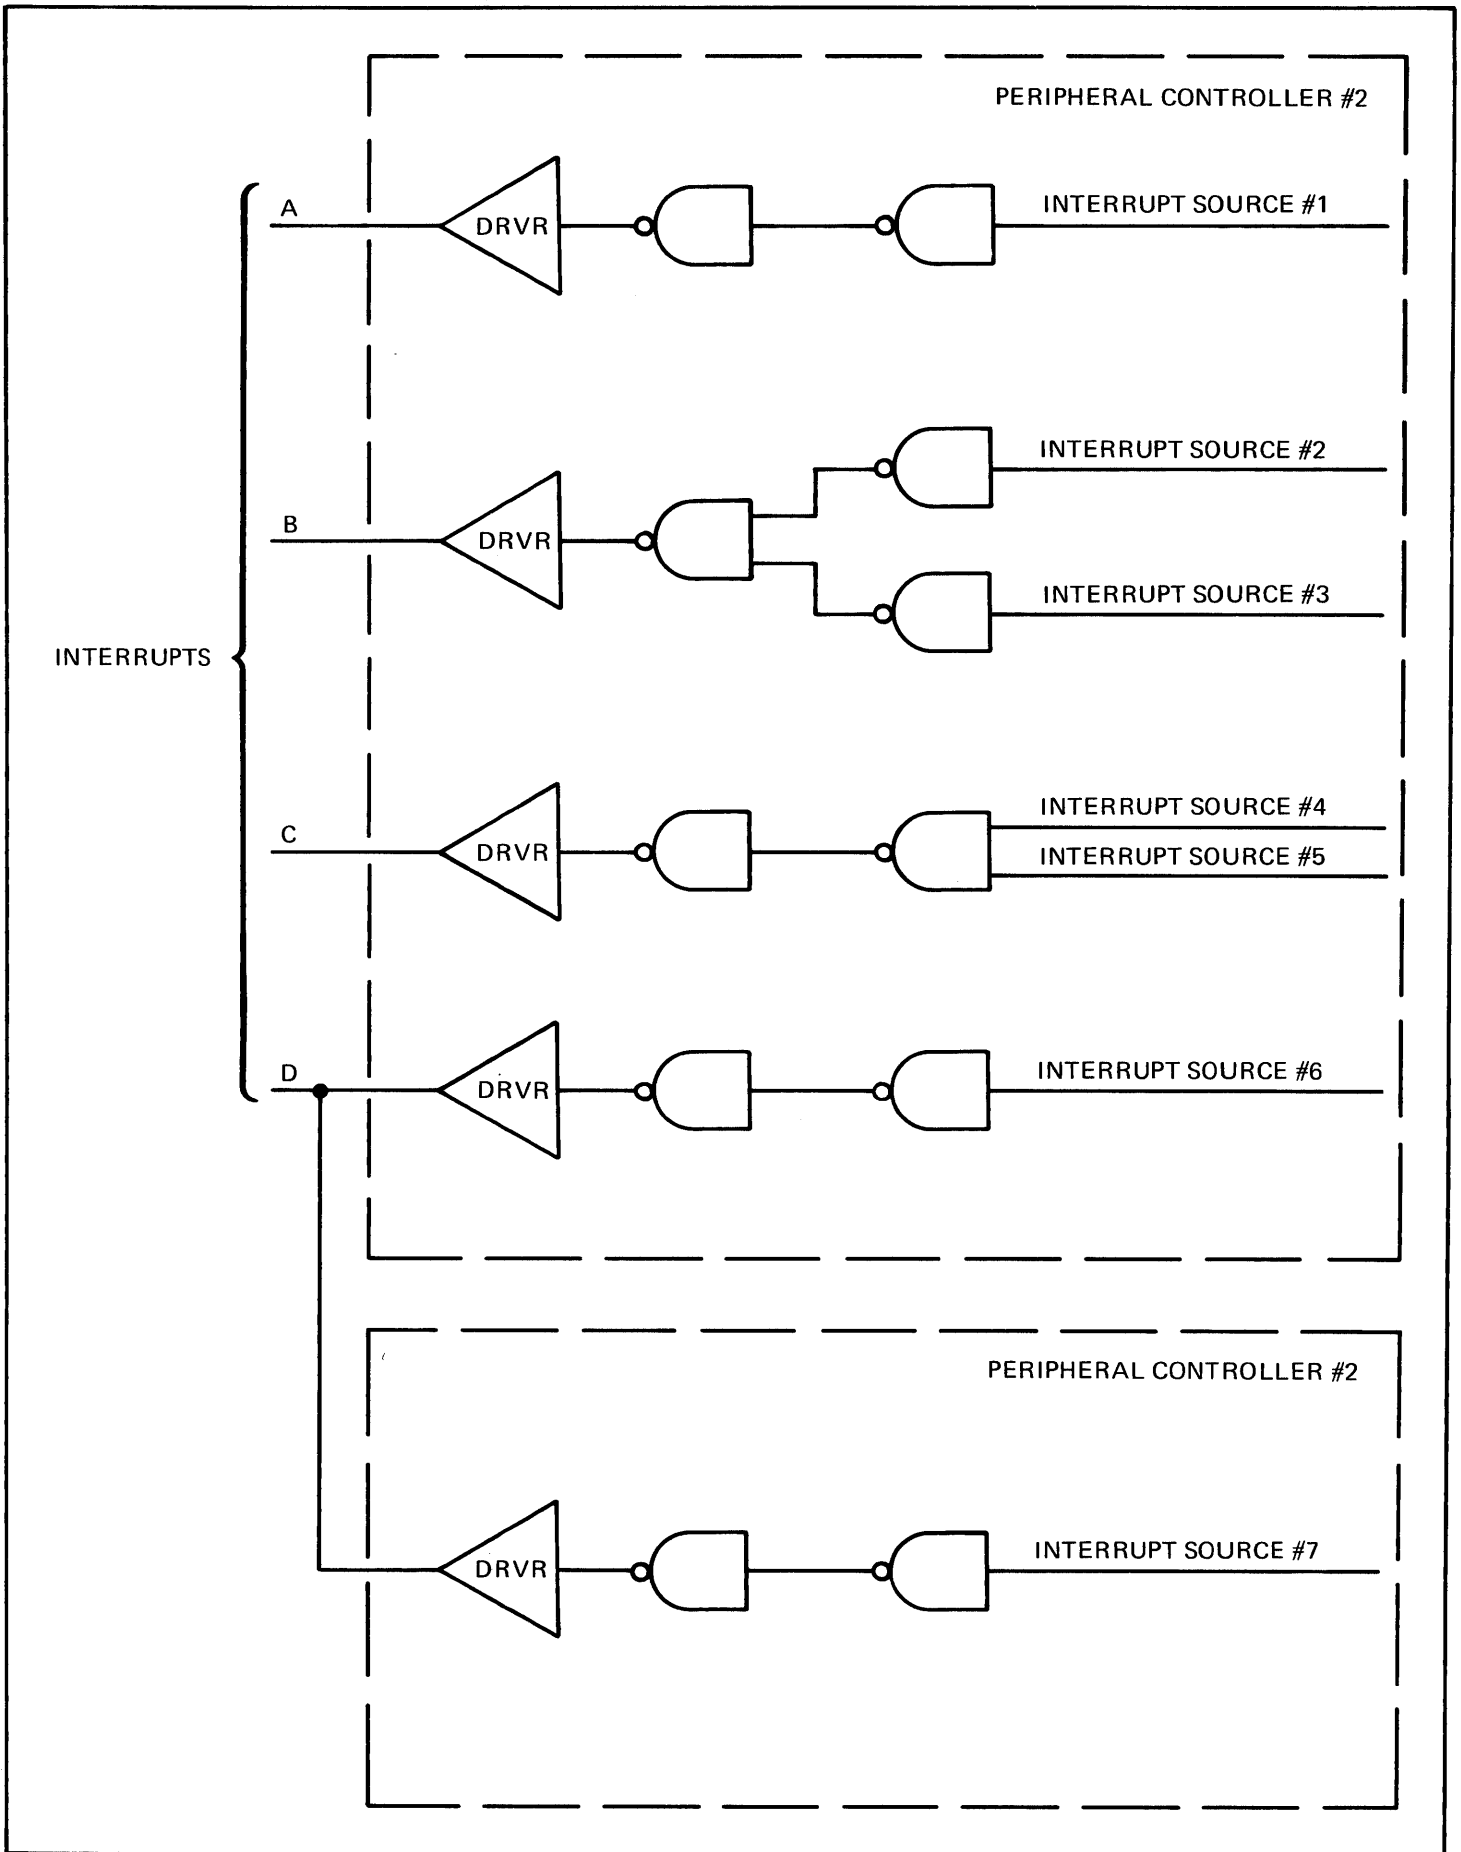 PERIPHERAL CONTROLLER #2
A
DRVR
INTERRUPT SOURCE #1
INTERRUPT SOURCE #2
B
DRVR
INTERRUPT SOURCE #3
INTERRUPTS
INTERRUPT SOURCE #4
C
DRVR
INTERRUPT SOURCE #5
D
DRVR
INTERRUPT SOURCE #6
PERIPHERAL CONTROLLER #2
DRVR
INTERRUPT SOURCE #7